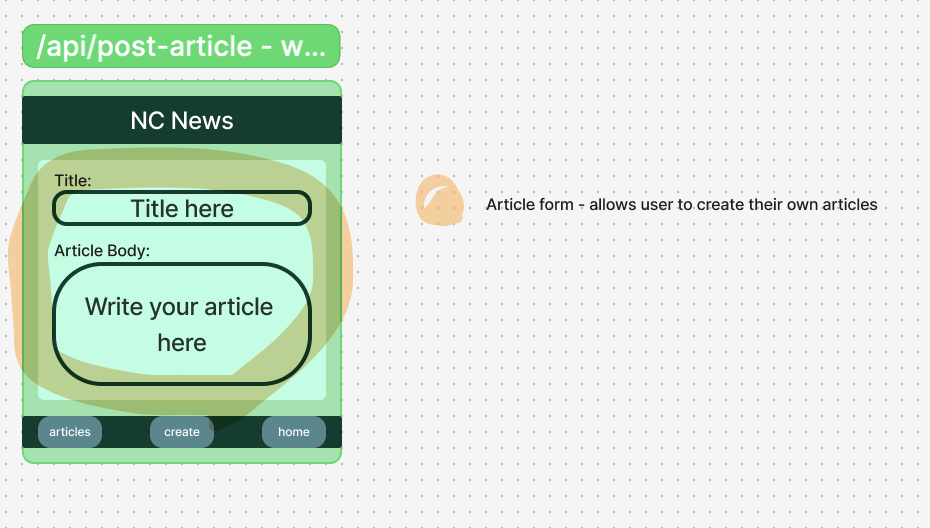 /api/post-article - w...
NC News
Title:
Title here
Article Body:
Write your article
here
articles
create
home
Article form - allows user to create their own articles